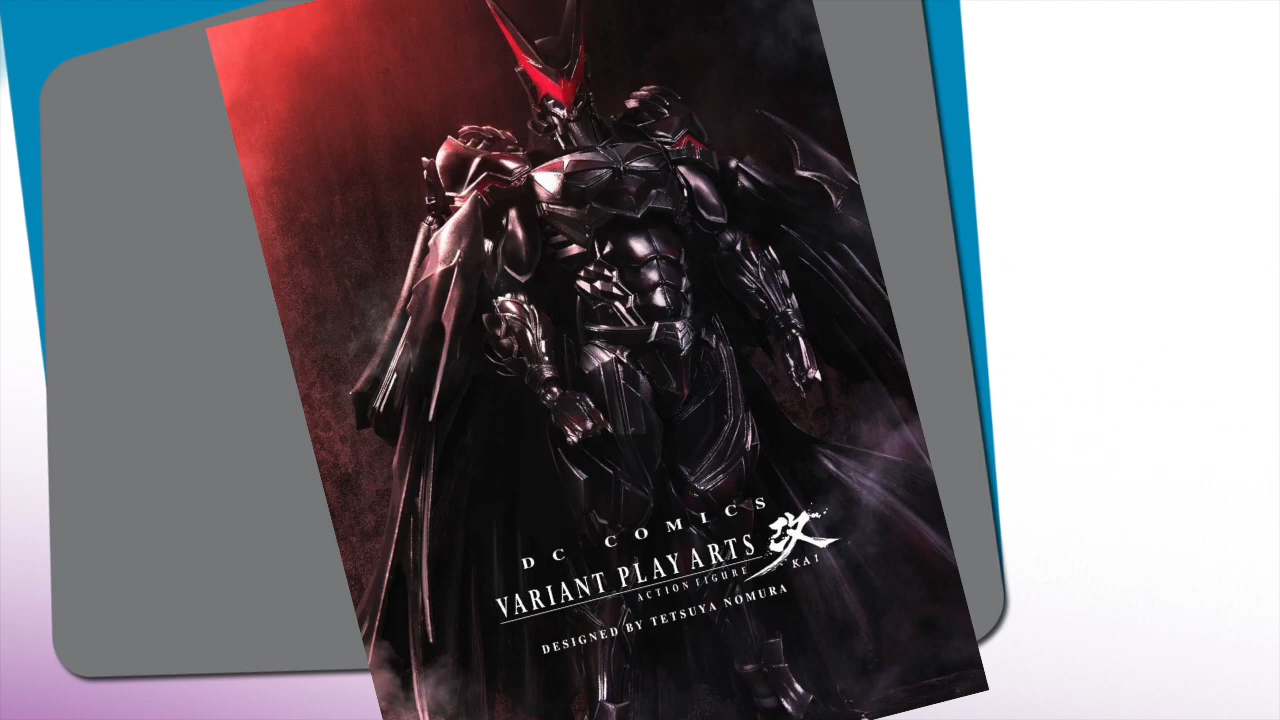 DC COMICS
VARIANT PLAY ARTS 改
ACTION FIGURE KAI
DESIGNED BY TETSUYA NOMURA